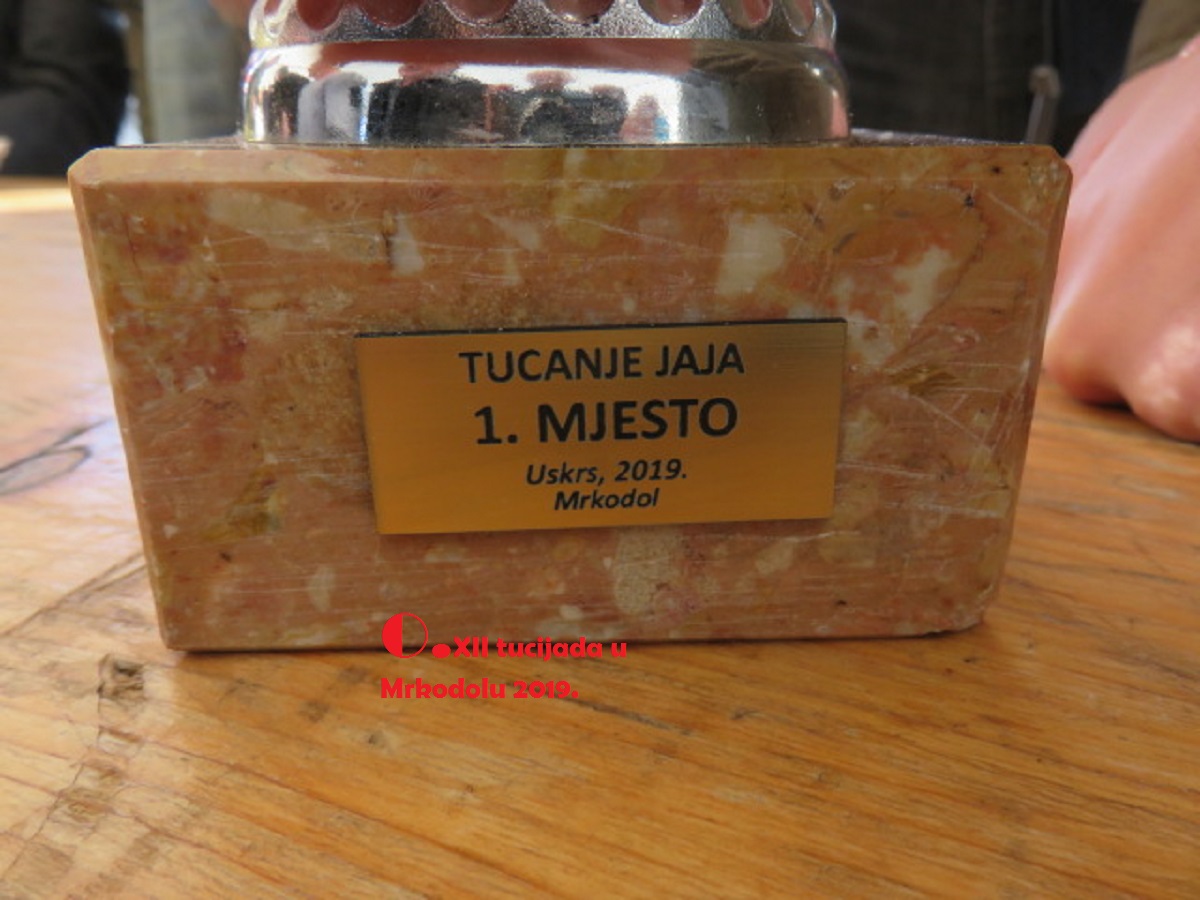 TUCANJE JAJA
1. MJESTO
Uskrs, 2019.
Mrkodol
XII tucijada u
Mrkodolu 2019.